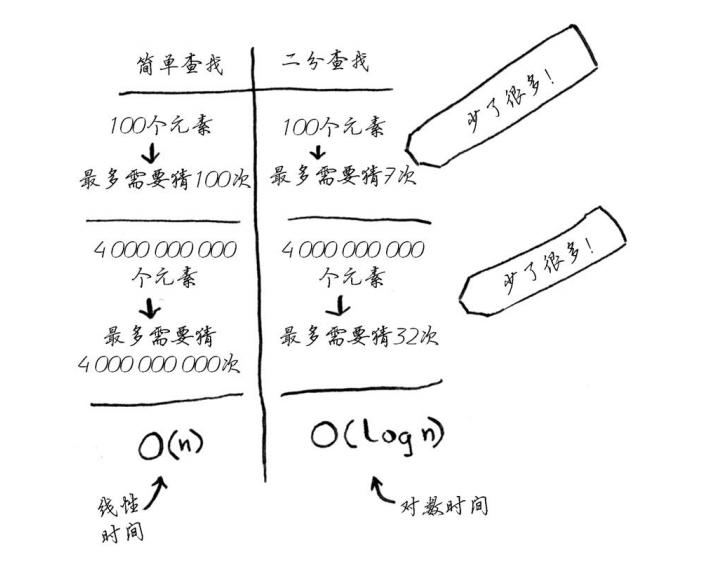 简单查找
二分查找
100个元素
最多需要猜100次
100个元素
最多需要猜7次
少了很多！
4 000 000 000
个元素
最多需要猜
4 000 000 000次
4 000 000 000
个元素
最多需要猜32次
少了很多！
O(n)
O(log n)
线性
时间
对数时间